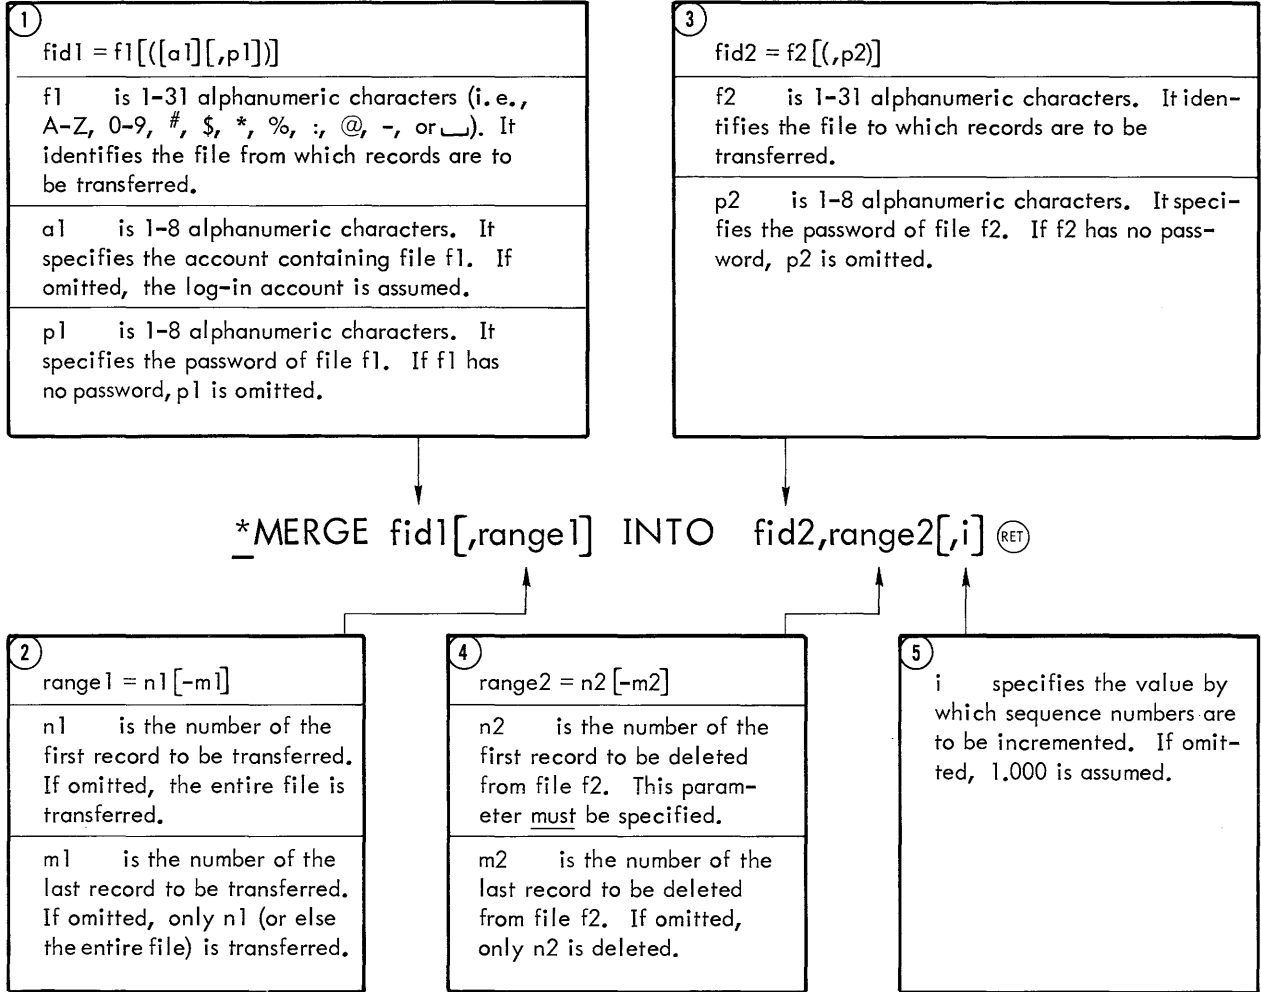 1
fid1 = f1[([a1][,p1])]
f1 is 1-31 alphanumeric characters (i.e.,
A-Z, 0-9, #, $, *, %, :, @, -, or ⎵). It
identifies the file from which records are to
be transferred.
a1 is 1-8 alphanumeric characters. It
specifies the account containing file f1. If
omitted, the log-in account is assumed.
p1 is 1-8 alphanumeric characters. It
specifies the password of file f1. If f1 has
no password, p1 is omitted.
3
fid2 = f2[(,p2)]
f2 is 1-31 alphanumeric characters. It iden-
tifies the file to which records are to be
transferred.
p2 is 1-8 alphanumeric characters. It speci-
fies the password of file f2. If f2 has no pass-
word, p2 is omitted.
*MERGE fid1[,range1] INTO fid2,range2[,i] RET
2
range1 = n1[-m1]
n1 is the number of the
first record to be transferred.
If omitted, the entire file is
transferred.
m1 is the number of the
last record to be transferred.
If omitted, only n1 (or else
the entire file) is transferred.
4
range2 = n2[-m2]
n2 is the number of the
first record to be deleted
from file f2. This param-
eter must be specified.
m2 is the number of the
last record to be deleted
from file f2. If omitted,
only n2 is deleted.
5
i specifies the value by
which sequence numbers are
to be incremented. If omit-
ted, 1.000 is assumed.